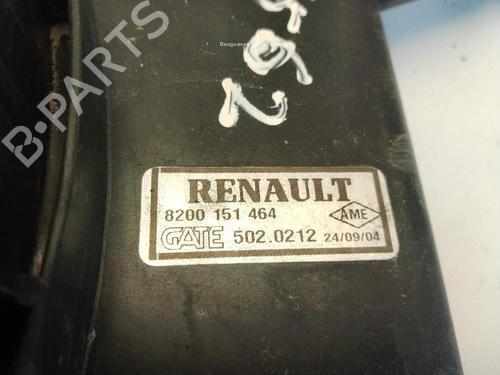 B-PARTS
RENAULT
8200 151 464
AME
GATE 502.0212 24/09/04